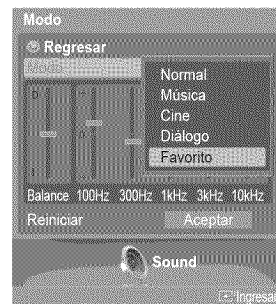 Modo
Regresar
Normal
Música
Cine
Diálogo
Favorito
Balance 100Hz 300Hz 1kHz 3kHz 10kHz
Reiniciar Aceptar
Sound
Ingresar